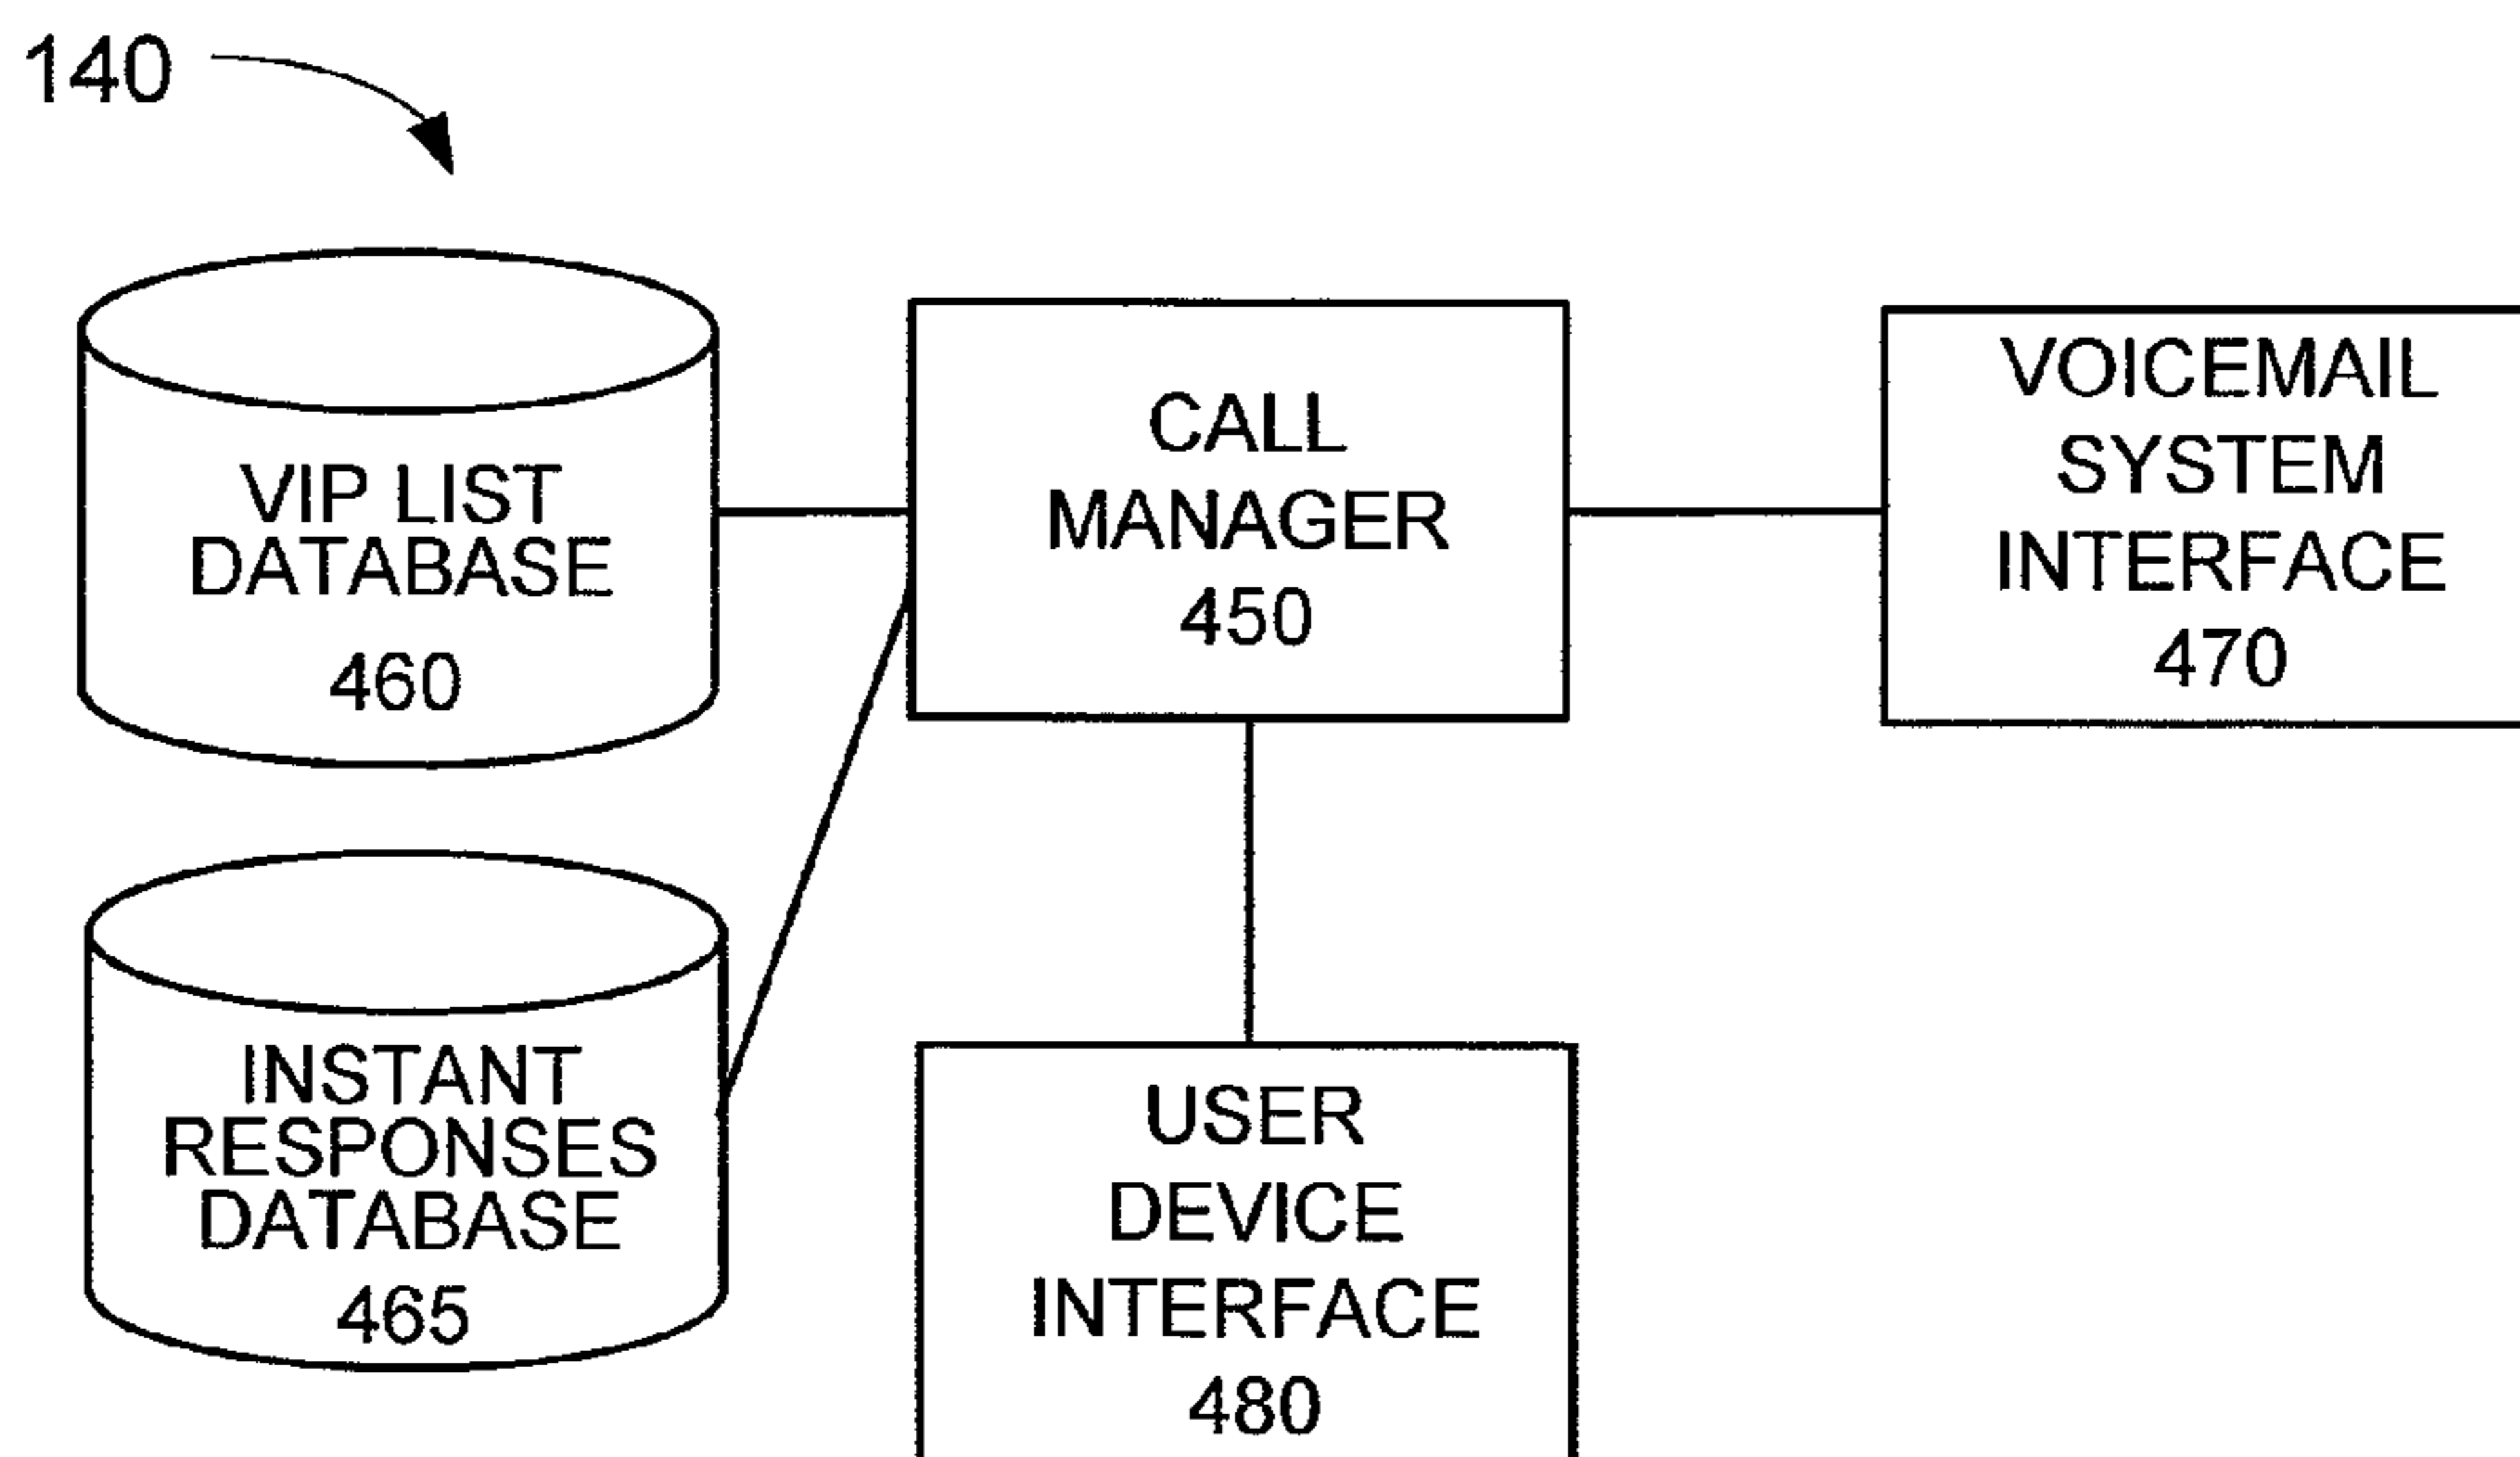 140
VIP LIST
DATABASE
460
CALL
MANAGER
450
VOICEMAIL
SYSTEM
INTERFACE
470
INSTANT
RESPONSES
DATABASE
465
USER
DEVICE
INTERFACE
480